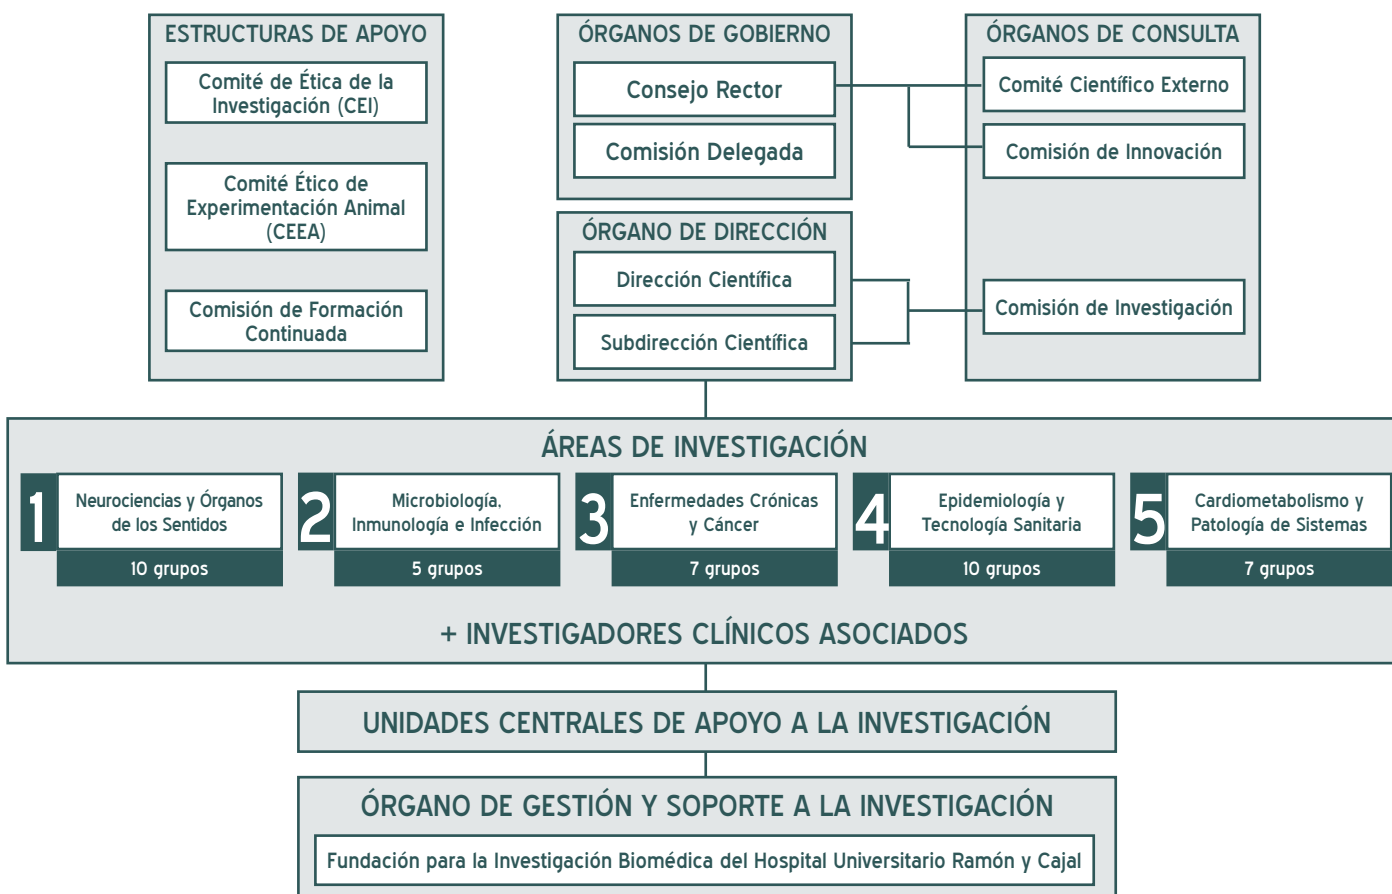 ESTRUCTURAS DE APOYO
Comité de Ética de la
Investigación (CEI)
Comité Ético de
Experimentación Animal
(CEEA)
Comisión de Formación
Continuada
ÓRGANOS DE GOBIERNO
Consejo Rector
Comisión Delegada
ÓRGANO DE DIRECCIÓN
Dirección Científica
Subdirección Científica
ÓRGANOS DE CONSULTA
Comité Científico Externo
Comisión de Innovación
Comisión de Investigación
ÁREAS DE INVESTIGACIÓN
1
Neurociencias y Órganos
de los Sentidos
10 grupos
2
Microbiología,
Inmunología e Infección
5 grupos
3
Enfermedades Crónicas
y Cáncer
7 grupos
4
Epidemiología y
Tecnología Sanitaria
10 grupos
5
Cardiometabolismo y
Patología de Sistemas
7 grupos
+ INVESTIGADORES CLÍNICOS ASOCIADOS
UNIDADES CENTRALES DE APOYO A LA INVESTIGACIÓN
ÓRGANO DE GESTIÓN Y SOPORTE A LA INVESTIGACIÓN
Fundación para la Investigación Biomédica del Hospital Universitario Ramón y Cajal